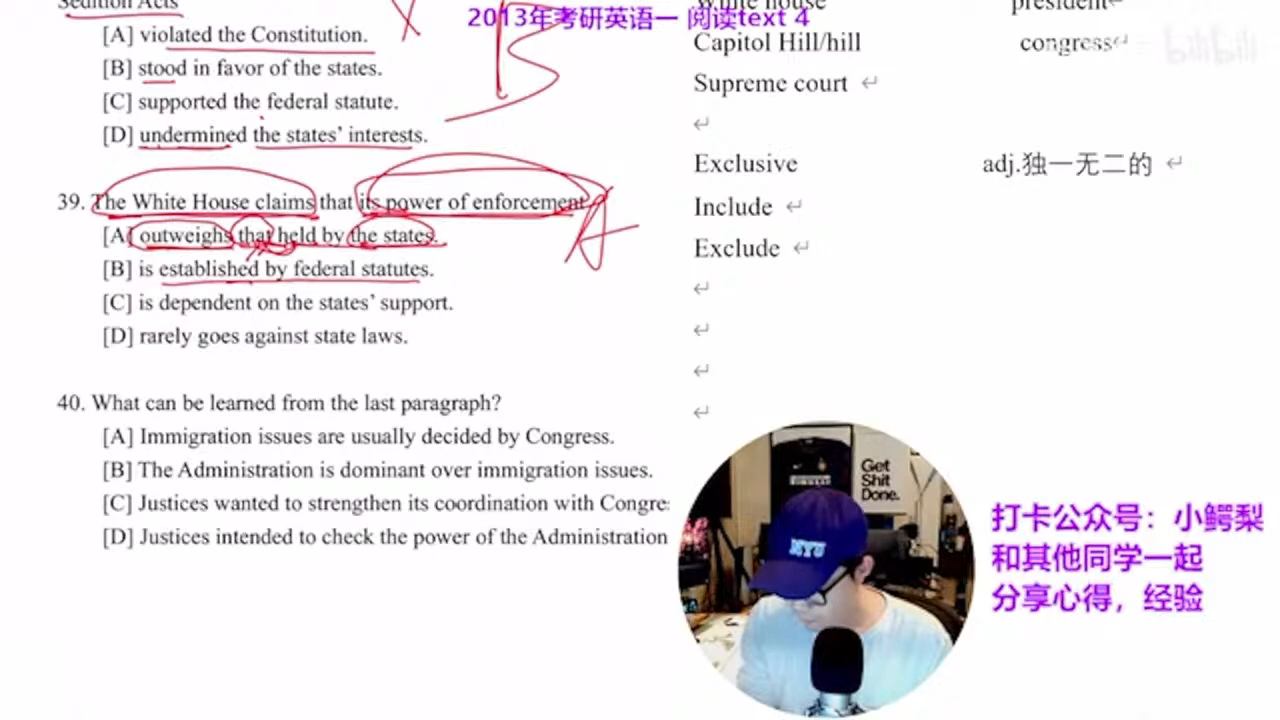 Sedition Acts
[A] violated the Constitution.
[B] stood in favor of the states.
[C] supported the federal statute.
[D] undermined the states' interests.
39. The White House claims that its power of enforcement
[A] outweighs that held by the states.
[B] is established by federal statutes.
[C] is dependent on the states' support.
[D] rarely goes against state laws.
40. What can be learned from the last paragraph?
[A] Immigration issues are usually decided by Congress.
[B] The Administration is dominant over immigration issues.
[C] Justices wanted to strengthen its coordination with Congre
[D] Justices intended to check the power of the Administration
B
A
2013年考研英语一 阅读text 4
White house president
Capitol Hill/hill congress
Supreme court
Exclusive adj.独一无二的
Include
Exclude
bilibili
Get
Shit
Done.
NYU
打卡公众号：小鳄梨
和其他同学一起
分享心得，经验